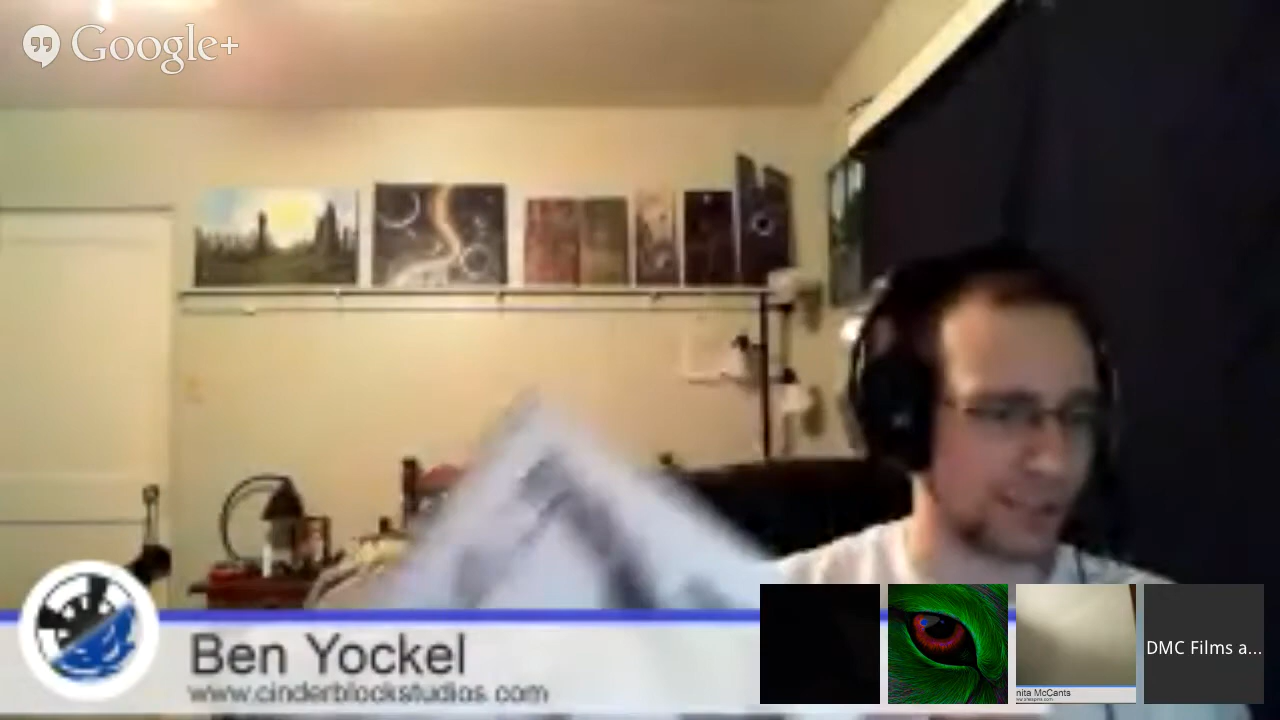 Google+
Ben Yockel
www.cinderblockstudios.com
nita McCants
DMC Films a...